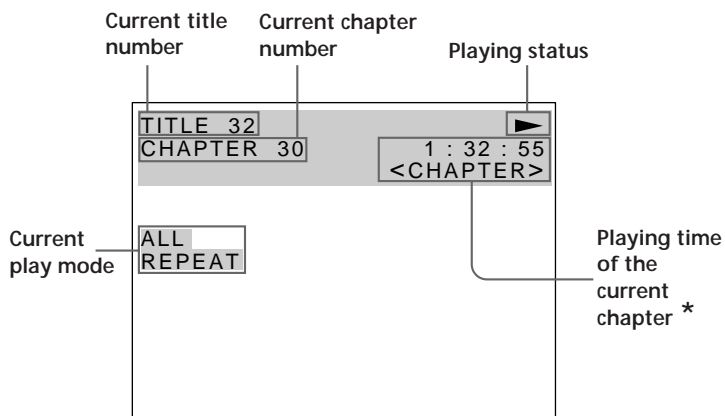 Current title
number
Current chapter
number
Playing status
TITLE 32
CHAPTER 30
1 : 32 : 55
<CHAPTER>
Current
play mode
ALL
REPEAT
Playing time
of the
current
chapter *